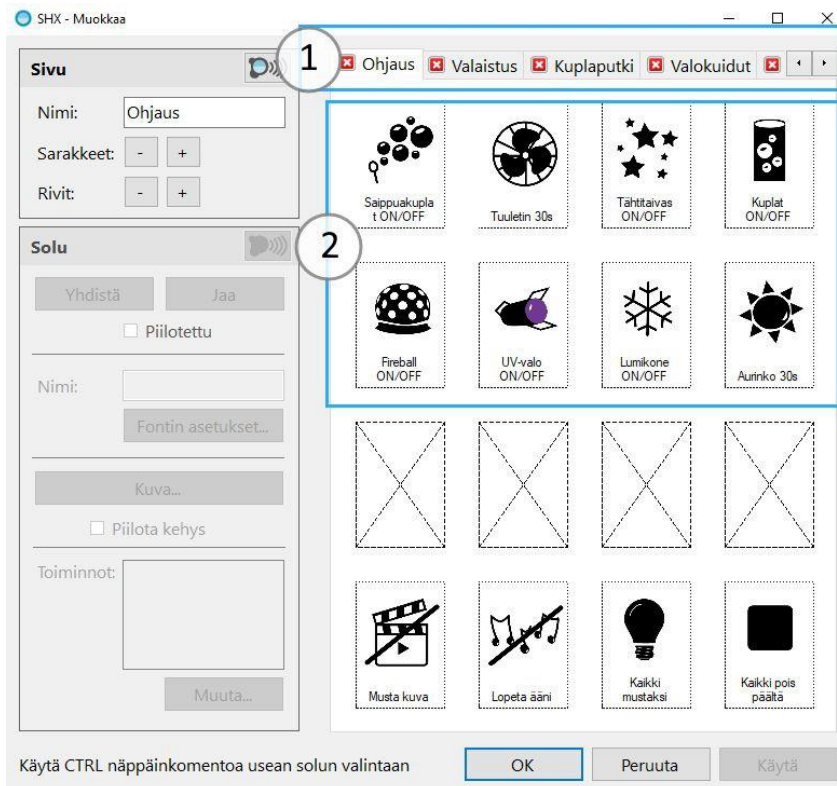 SHX - Muokkaa
1
Sivu
Nimi:
Ohjaus
Sarakkeet:
-
+
Rivit:
-
+
Solu
2
Yhdistä
Jaa
Piilotettu
Nimi:
Fontin asetukset...
Kuva...
Piilota kehys
Toiminnot:
Muuta...
Ohjaus
Valaistus
Kuplaputki
Valokuidut
Saippuakupla
t ON/OFF
Tuuletin 30s
Tähtitaivas
ON/OFF
Kuplat
ON/OFF
Fireball
ON/OFF
UV-valo
ON/OFF
Lumikone
ON/OFF
Aurinko 30s
Musta kuva
Lopeta ääni
Kaikki
mustaksi
Kaikki pois
päältä
Käytä CTRL näppäinkomentoa usean solun valintaan
OK
Peruuta
Käytä